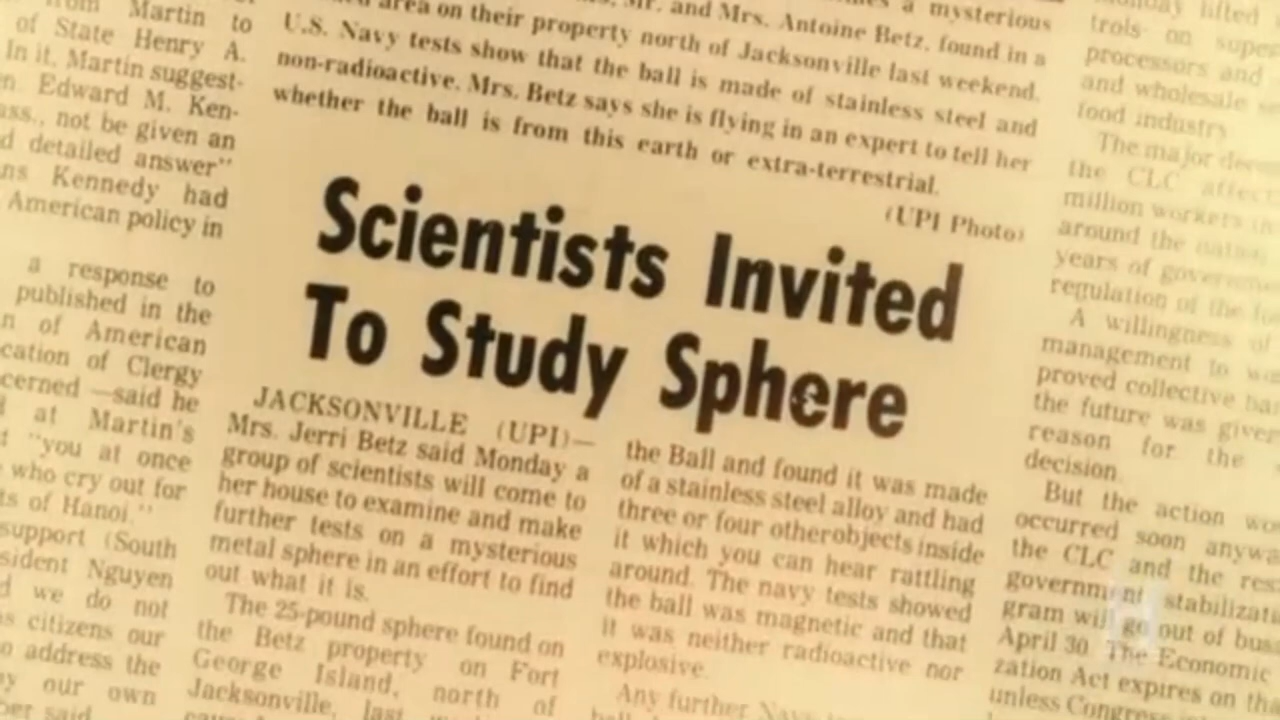 from Martin to
of State Henry A.
In it, Martin suggest-
Edward M. Ken-
not be given an
detailed answer"
Kennedy had
American policy in
a response to
published in the
of American
of Clergy
—said he
at Martin's
"you at once
who cry out for
of Hanoi."
support (South
Nguyen
we do not
citizens our
address the
our own
said
a mysterious
area on their property north of Jacksonville last weekend.
Mr. and Mrs. Antoine Betz, found in a
U.S. Navy tests show that the ball is made of stainless steel and
non-radioactive. Mrs. Betz says she is flying in an expert to tell her
whether the ball is from this earth or extra-terrestrial.
(UPI Photo)
Scientists Invited
To Study Sphere
JACKSONVILLE (UPI)—
Mrs. Jerri Betz said Monday a
group of scientists will come to
her house to examine and make
further tests on a mysterious
metal sphere in an effort to find
out what it is.
The 25-pound sphere found on
the Betz property on Fort
George Island, north of
Jacksonville, last
the Ball and found it was made
of a stainless steel alloy and had
three or four otherobjects inside
it which you can hear rattling
around. The navy tests showed
the ball was magnetic and that
it was neither radioactive nor
explosive.
Any further
lifted
on
processors and
and wholesale
food industry
The major
the CLC
million workers
around the
years of
regulation of the
A willingness of
management to
proved collective
the future was
reason for the
decision.
But the action
occurred soon
the CLC and the
government
gram will go out of
April 30. The Economic
zation Act expires on
unless
H